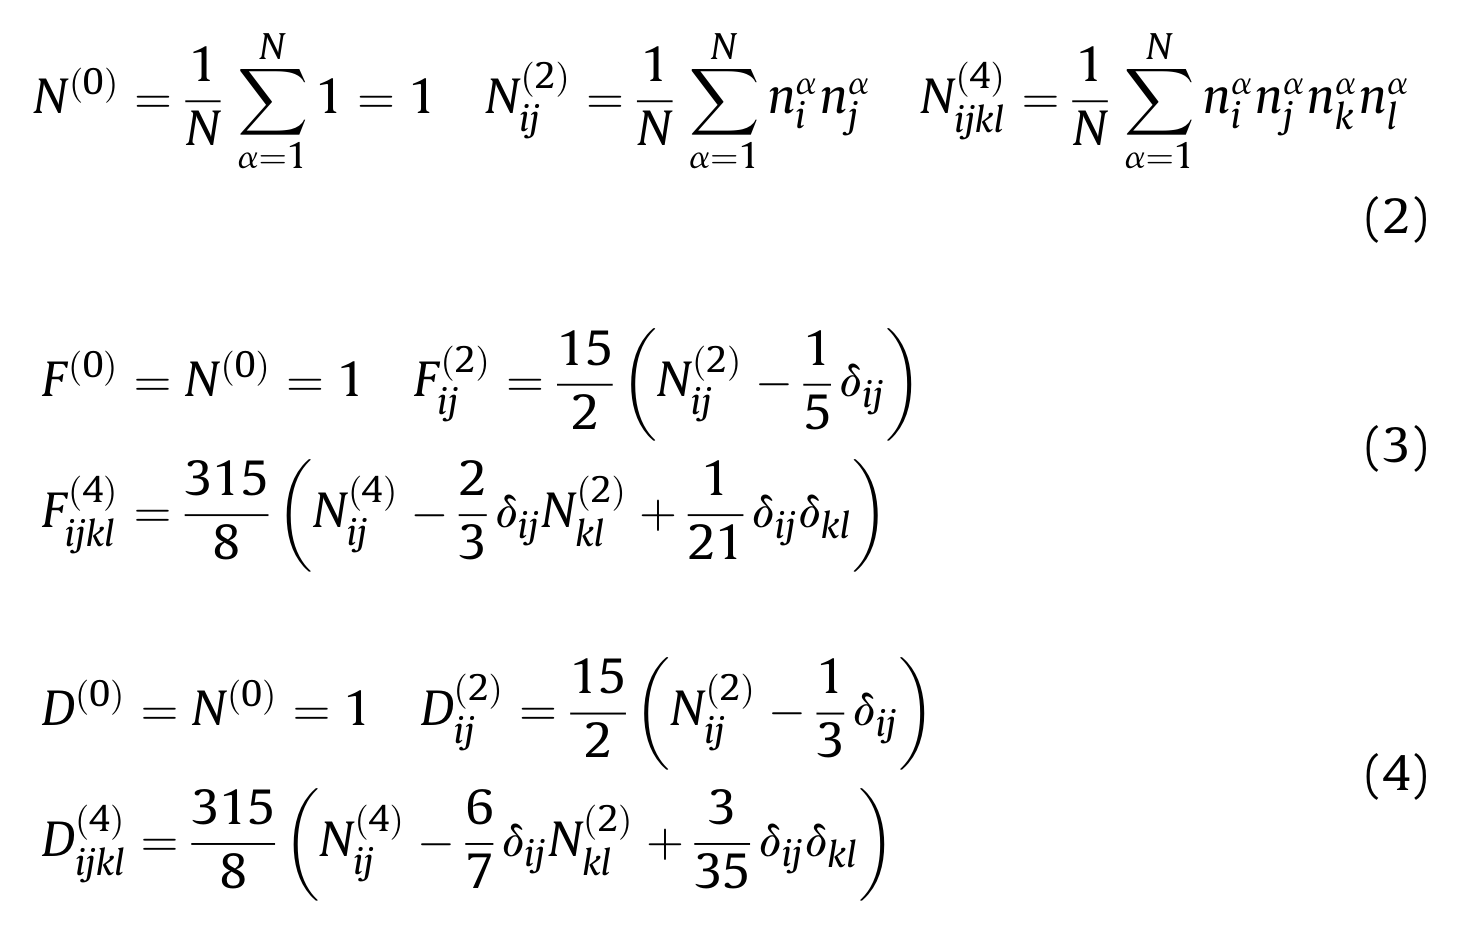 $N^{(0)} = \frac{1}{N} \sum_{\alpha=1}^{N} 1 = 1 \quad N_{ij}^{(2)} = \frac{1}{N} \sum_{\alpha=1}^{N} n_i^{\alpha} n_j^{\alpha} \quad N_{ijkl}^{(4)} = \frac{1}{N} \sum_{\alpha=1}^{N} n_i^{\alpha} n_j^{\alpha} n_k^{\alpha} n_l^{\alpha}$
(2)
$F^{(0)} = N^{(0)} = 1 \quad F_{ij}^{(2)} = \frac{15}{2} \left( N_{ij}^{(2)} - \frac{1}{5} \delta_{ij} \right)$
(3)
$F_{ijkl}^{(4)} = \frac{315}{8} \left( N_{ij}^{(4)} - \frac{2}{3} \delta_{ij} N_{kl}^{(2)} + \frac{1}{21} \delta_{ij} \delta_{kl} \right)$
$D^{(0)} = N^{(0)} = 1 \quad D_{ij}^{(2)} = \frac{15}{2} \left( N_{ij}^{(2)} - \frac{1}{3} \delta_{ij} \right)$
(4)
$D_{ijkl}^{(4)} = \frac{315}{8} \left( N_{ij}^{(4)} - \frac{6}{7} \delta_{ij} N_{kl}^{(2)} + \frac{3}{35} \delta_{ij} \delta_{kl} \right)$